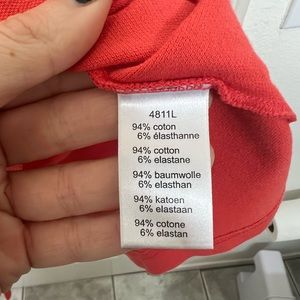 4811L
94% coton
6% élasthanne
94% cotton
6% elastane
94% baumwolle
6% elasthan
94% katoen
6% elastaan
94% cotone
6% elastan